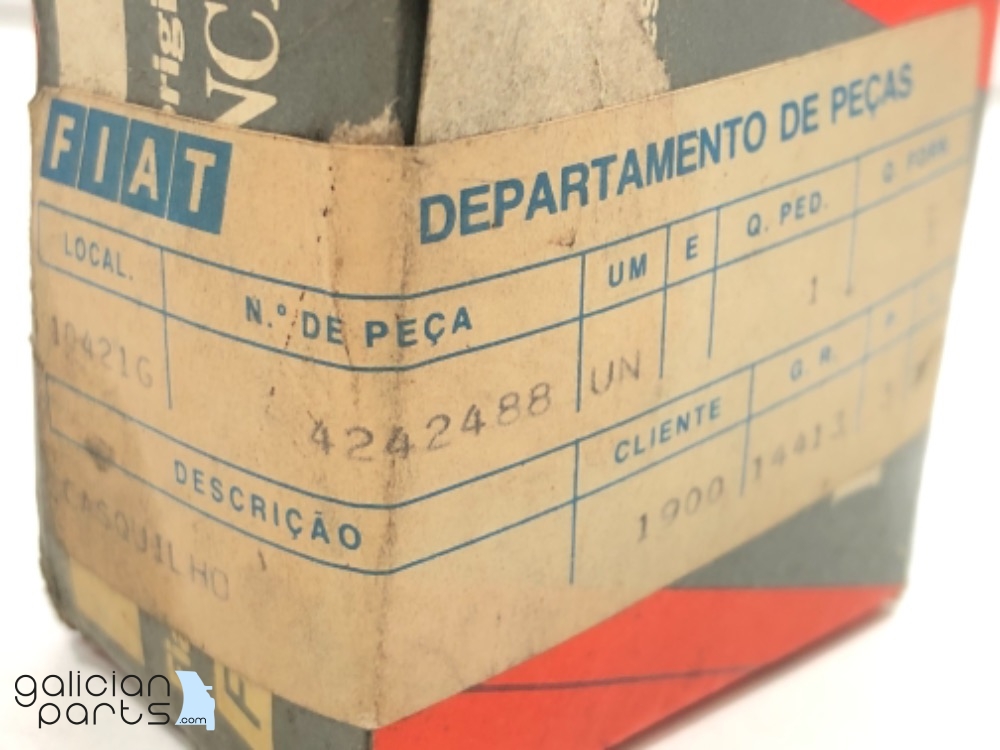 FIAT
DEPARTAMENTO DE PEÇAS
LOCAL. N.º DE PEÇA UM E Q. PED. Q. FORN.
10421G 4242488 UN 1
DESCRIÇÃO CLIENTE G. R. P
CASQUILHO 1900 14411
galician
parts.com